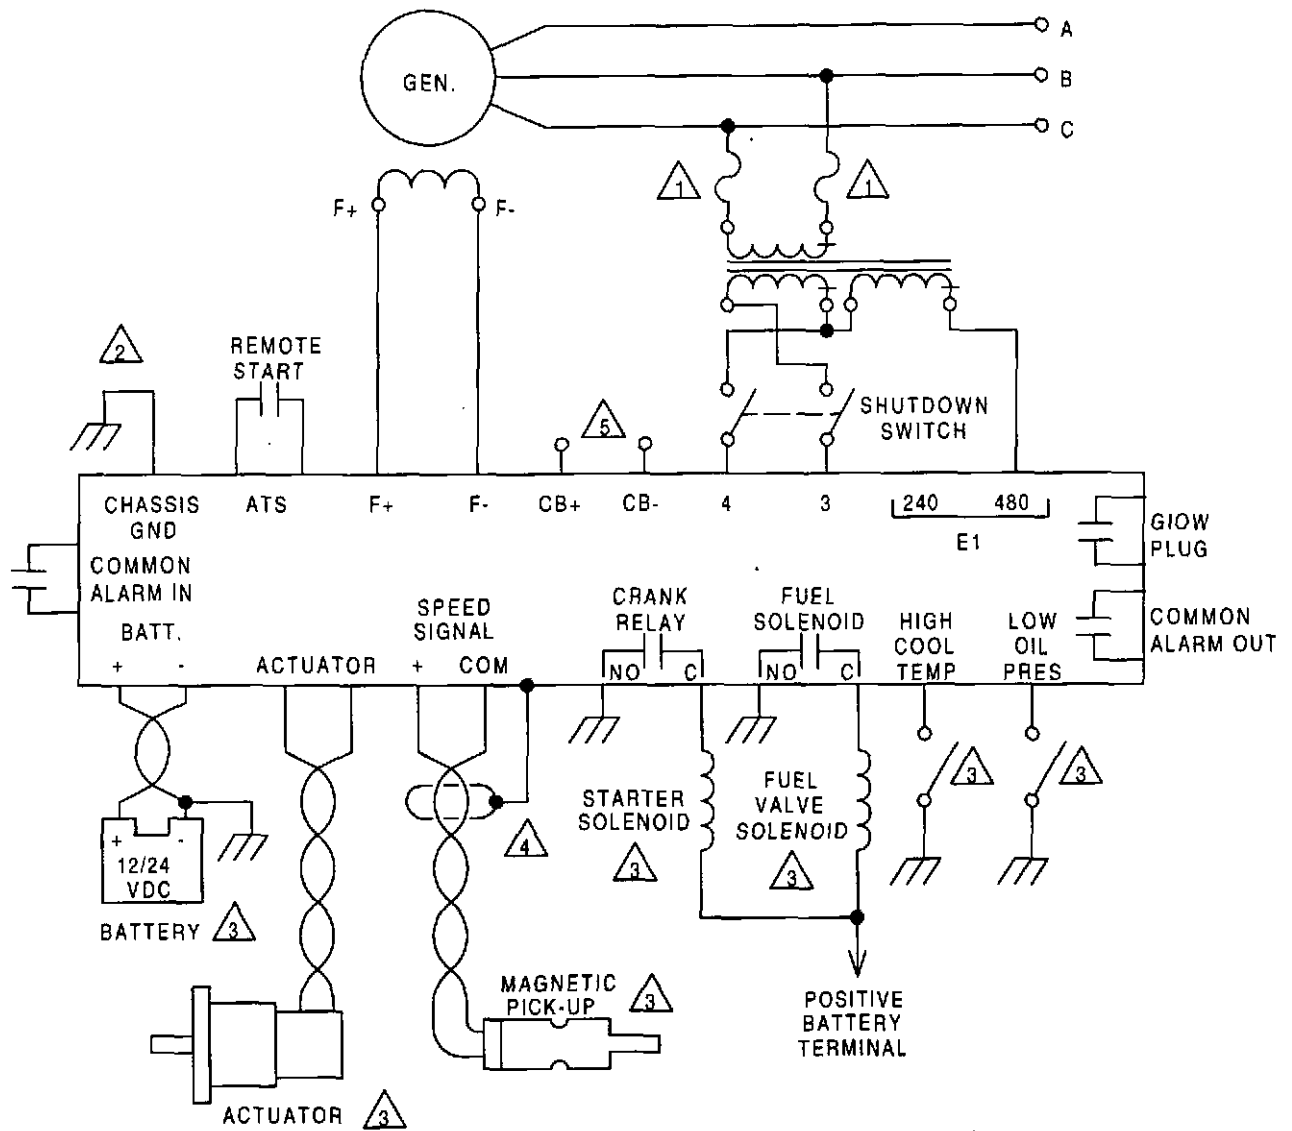 A
GEN.
B
C
1
1
F+
F-
2
REMOTE
START
5
SHUTDOWN
SWITCH
CHASSIS
GND
ATS
F+
F-
CB+
CB-
4
3
240
480
E1
GIOW
PLUG
COMMON
ALARM IN
BATT.
+
-
ACTUATOR
SPEED
SIGNAL
+
COM
CRANK
RELAY
NO
C
FUEL
SOLENOID
NO
C
HIGH
COOL
TEMP
LOW
OIL
PRES
COMMON
ALARM OUT
3
3
+
-
12/24
VDC
BATTERY
3
4
STARTER
SOLENOID
3
FUEL
VALVE
SOLENOID
3
MAGNETIC
PICK-UP
3
POSITIVE
BATTERY
TERMINAL
ACTUATOR
3